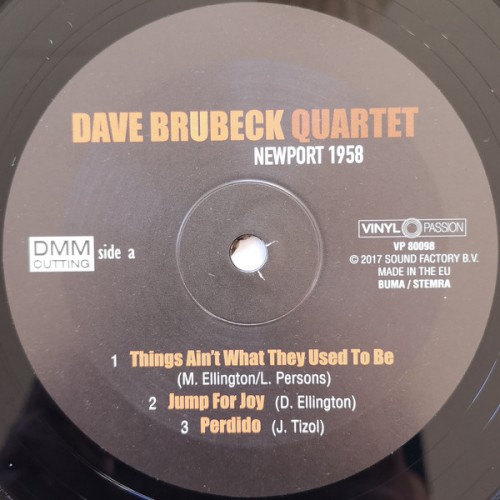 DAVE BRUBECK QUARTET
NEWPORT 1958
DMM
CUTTING
side a
VINYL PASSION
VP 80098
© 2017 SOUND FACTORY B.V.
MADE IN THE EU
BUMA / STEMRA
1 Things Ain't What They Used To Be
(M. Ellington/L. Persons)
2 Jump For Joy (D. Ellington)
3 Perdido (J. Tizol)